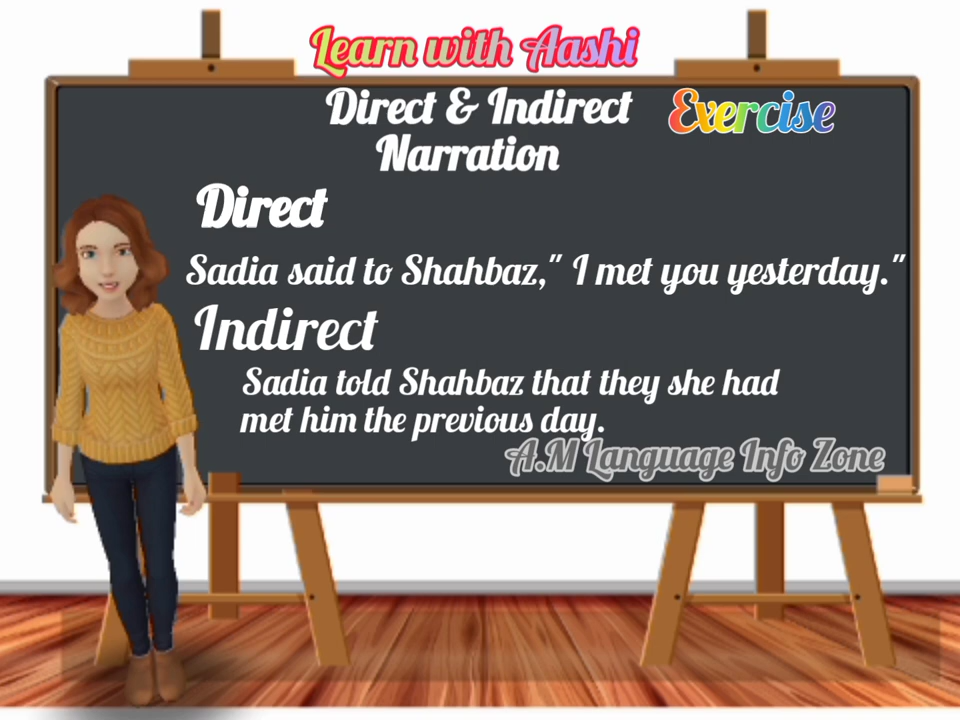 Learn with Aashi
Direct & Indirect
Narration
Exercise
Direct
Sadia said to Shahbaz," I met you yesterday."
Indirect
Sadia told Shahbaz that they she had
met him the previous day.
A.M Language Info Zone